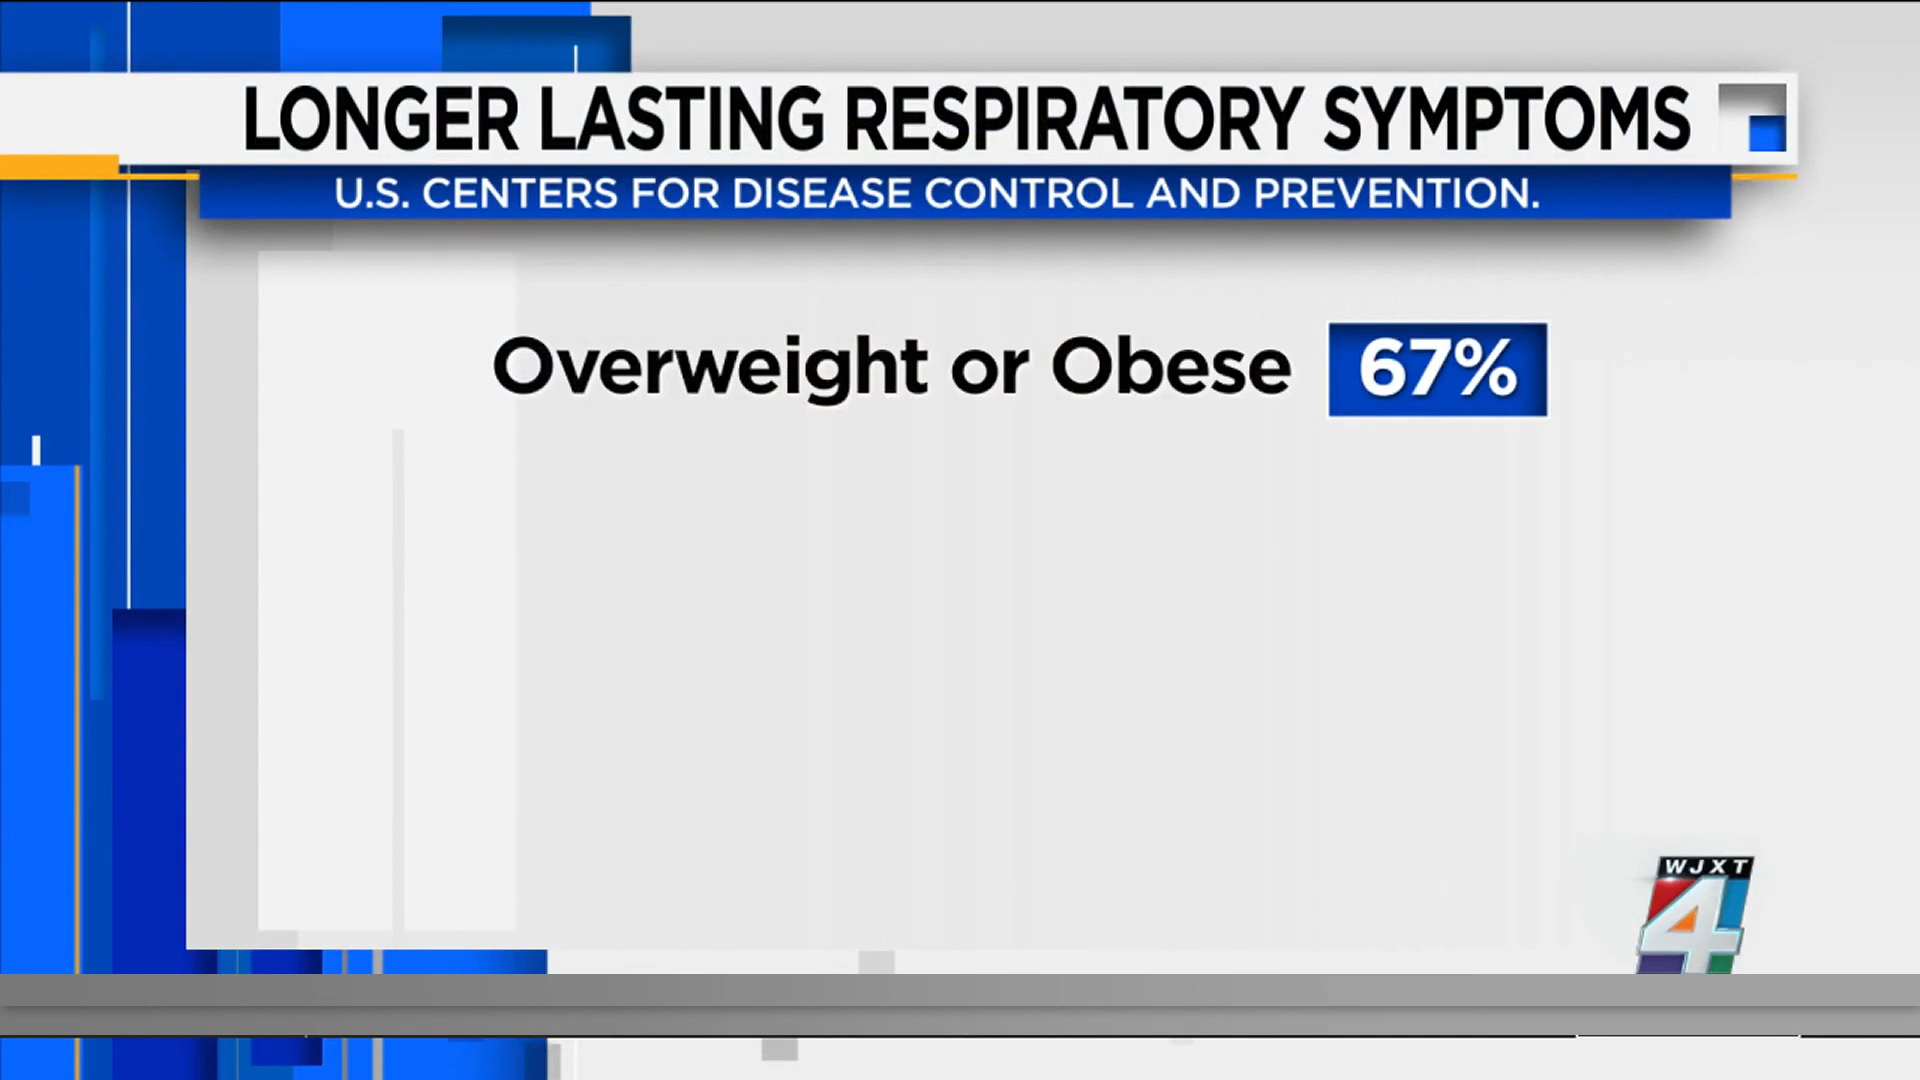 LONGER LASTING RESPIRATORY SYMPTOMS
U.S. CENTERS FOR DISEASE CONTROL AND PREVENTION.
Overweight or Obese 67%
WJXT
4